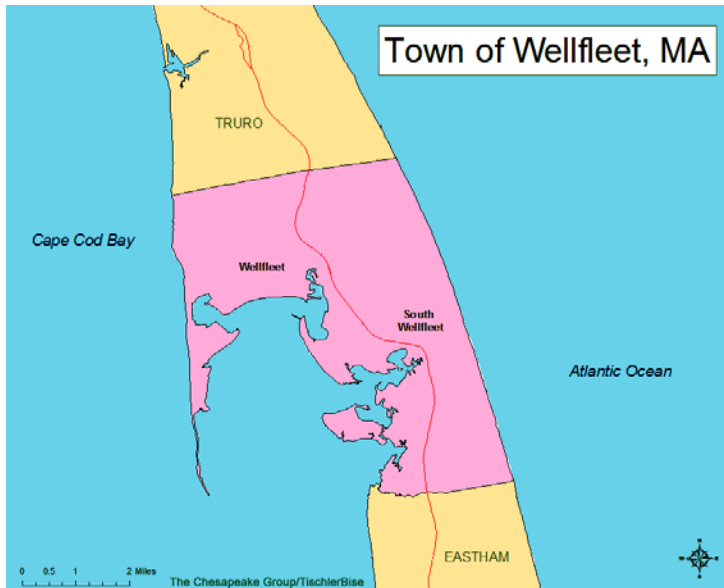 Town of Wellfleet, MA
TRURO
Cape Cod Bay
Wellfleet
South
Wellfleet
Atlantic Ocean
EASTHAM
0 0.5 1 2 Miles
The Chesapeake Group/TischlerBise